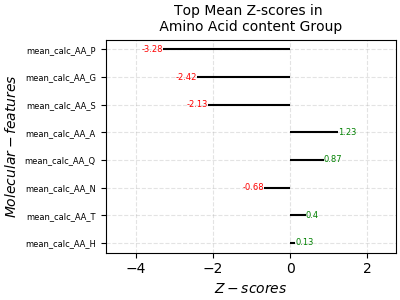 Top Mean Z-scores in
Amino Acid content Group
Molecular − features
mean_calc_AA_P
-3.28
mean_calc_AA_G
-2.42
mean_calc_AA_S
-2.13
mean_calc_AA_A
1.23
mean_calc_AA_Q
0.87
mean_calc_AA_N
-0.68
mean_calc_AA_T
0.4
mean_calc_AA_H
0.13
−4 −2 0 2
Z − scores